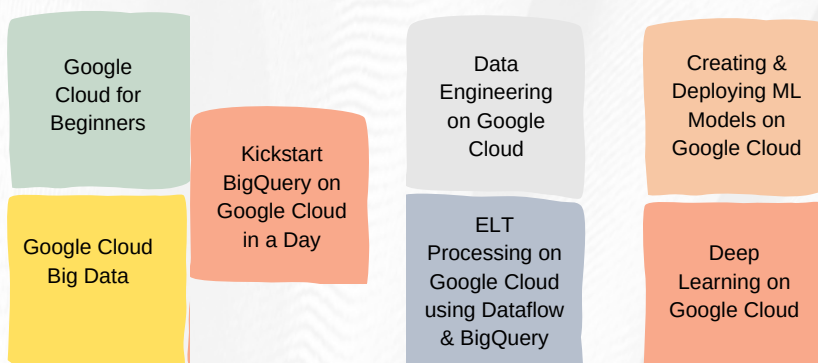 Google
Cloud for
Beginners
Google Cloud
Big Data
Kickstart
BigQuery on
Google Cloud
in a Day
Data
Engineering
on Google
Cloud
ELT
Processing on
Google Cloud
using Dataflow
& BigQuery
Creating &
Deploying ML
Models on
Google Cloud
Deep
Learning on
Google Cloud